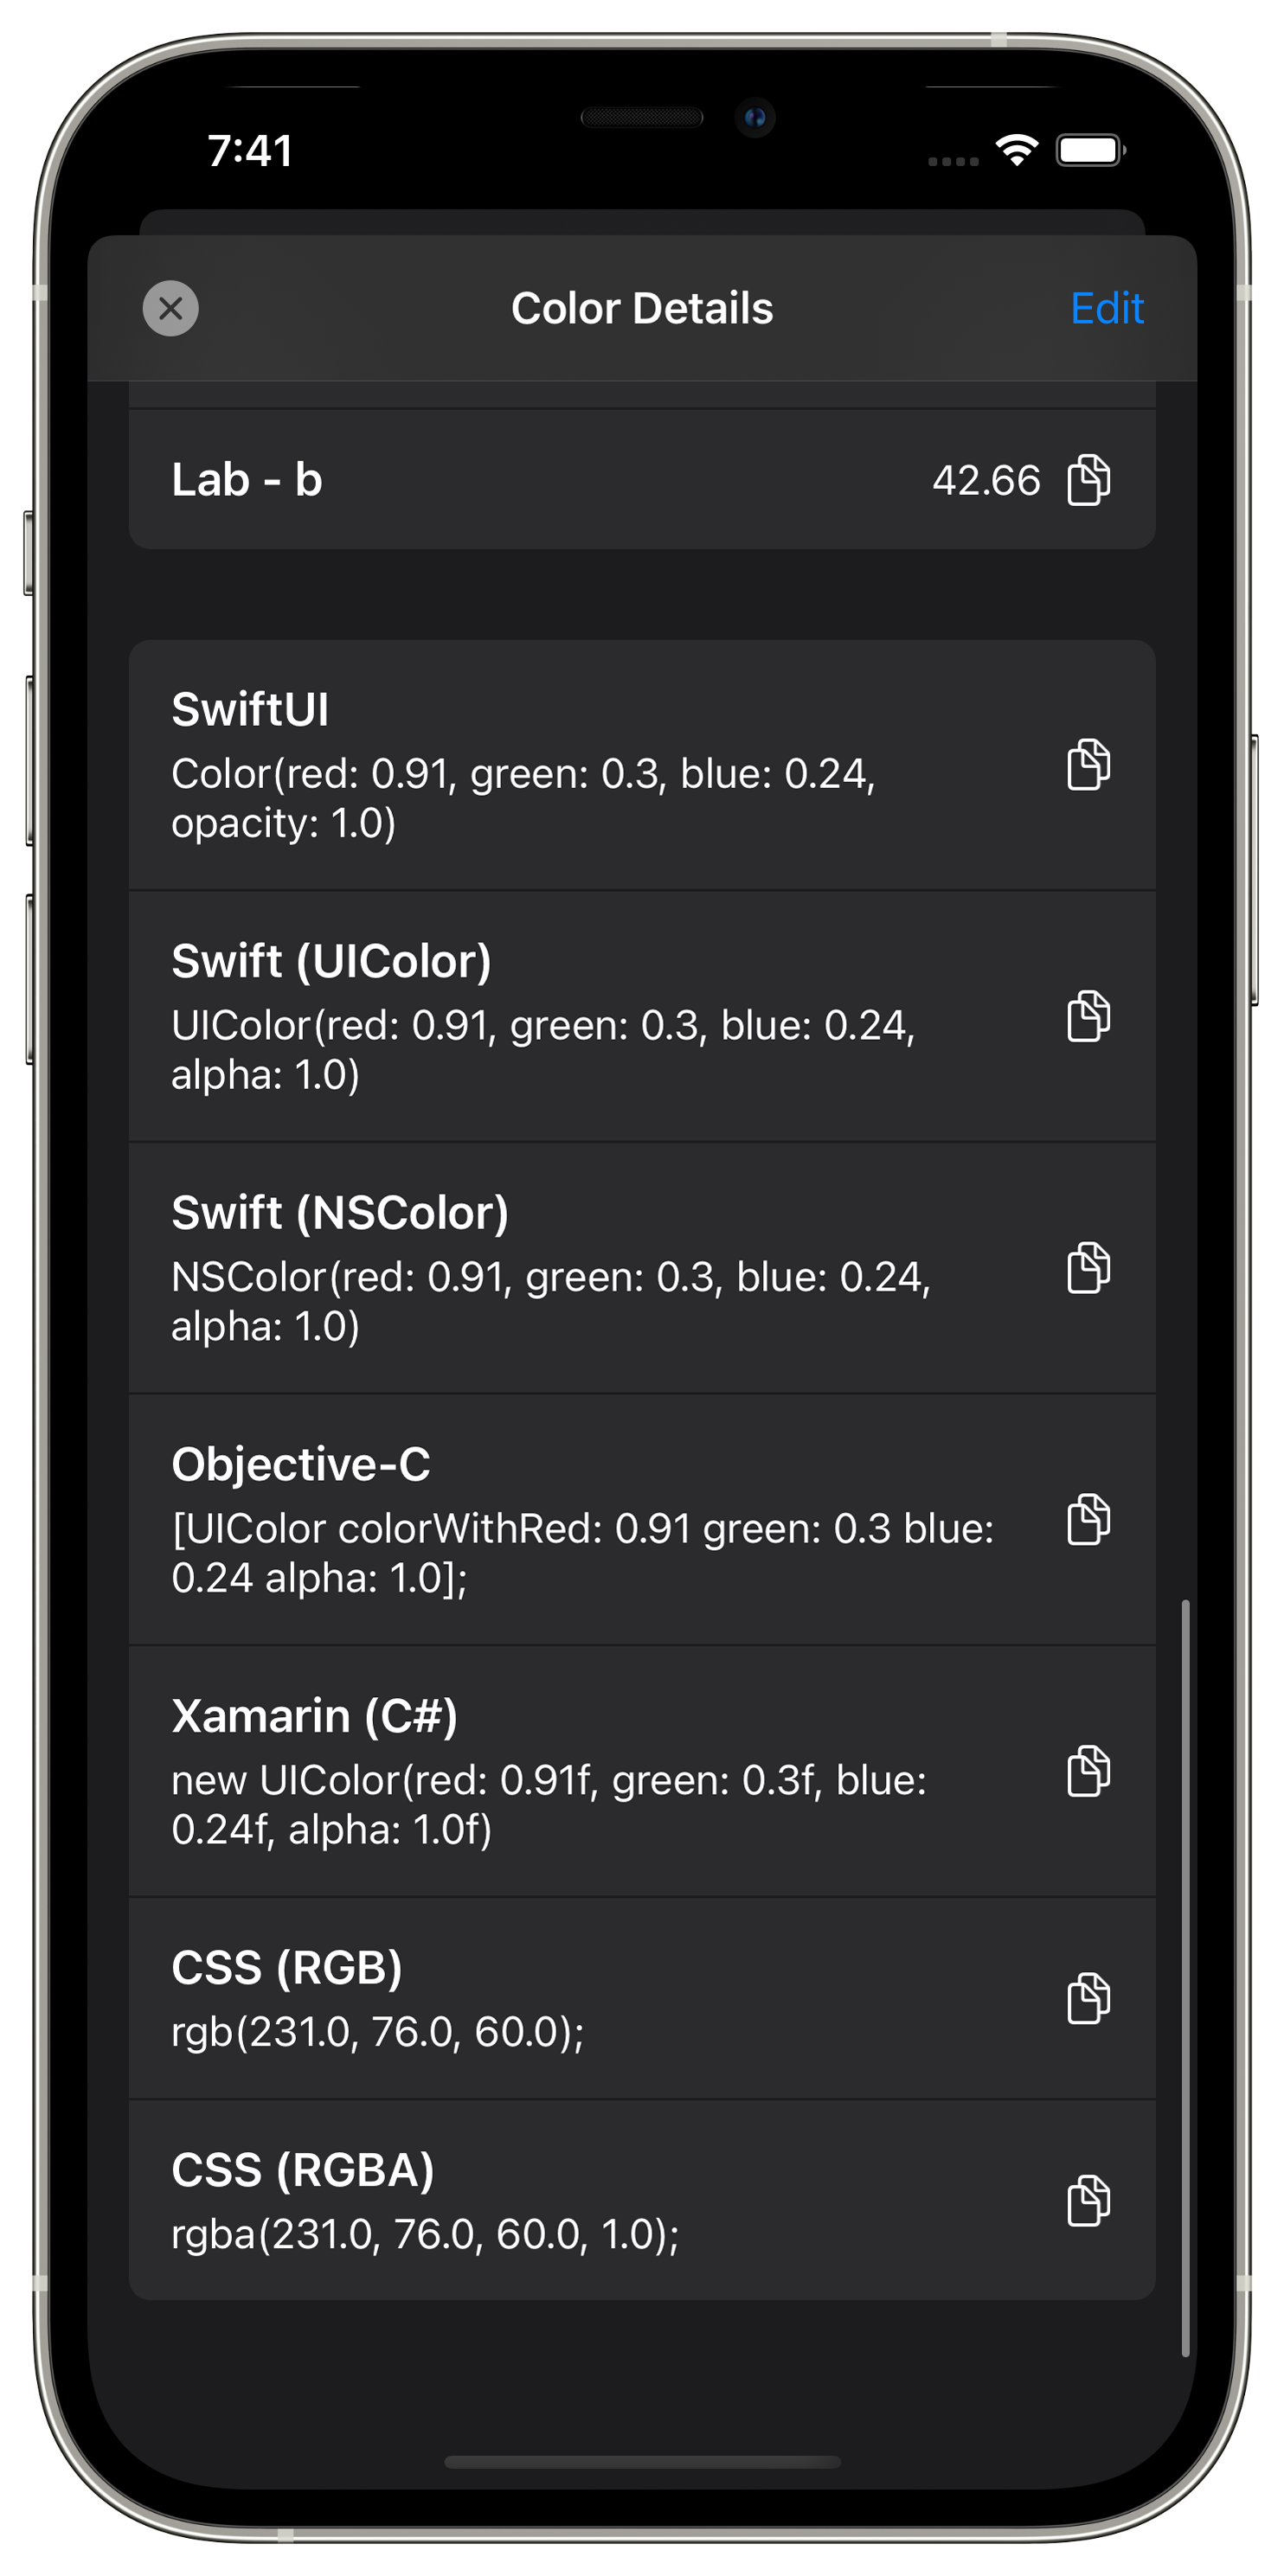 7:41
Color Details
Edit
Lab - b
42.66
SwiftUI
Color(red: 0.91, green: 0.3, blue: 0.24,
opacity: 1.0)
Swift (UIColor)
UIColor(red: 0.91, green: 0.3, blue: 0.24,
alpha: 1.0)
Swift (NSColor)
NSColor(red: 0.91, green: 0.3, blue: 0.24,
alpha: 1.0)
Objective-C
[UIColor colorWithRed: 0.91 green: 0.3 blue:
0.24 alpha: 1.0];
Xamarin (C#)
new UIColor(red: 0.91f, green: 0.3f, blue:
0.24f, alpha: 1.0f)
CSS (RGB)
rgb(231.0, 76.0, 60.0);
CSS (RGBA)
rgba(231.0, 76.0, 60.0, 1.0);